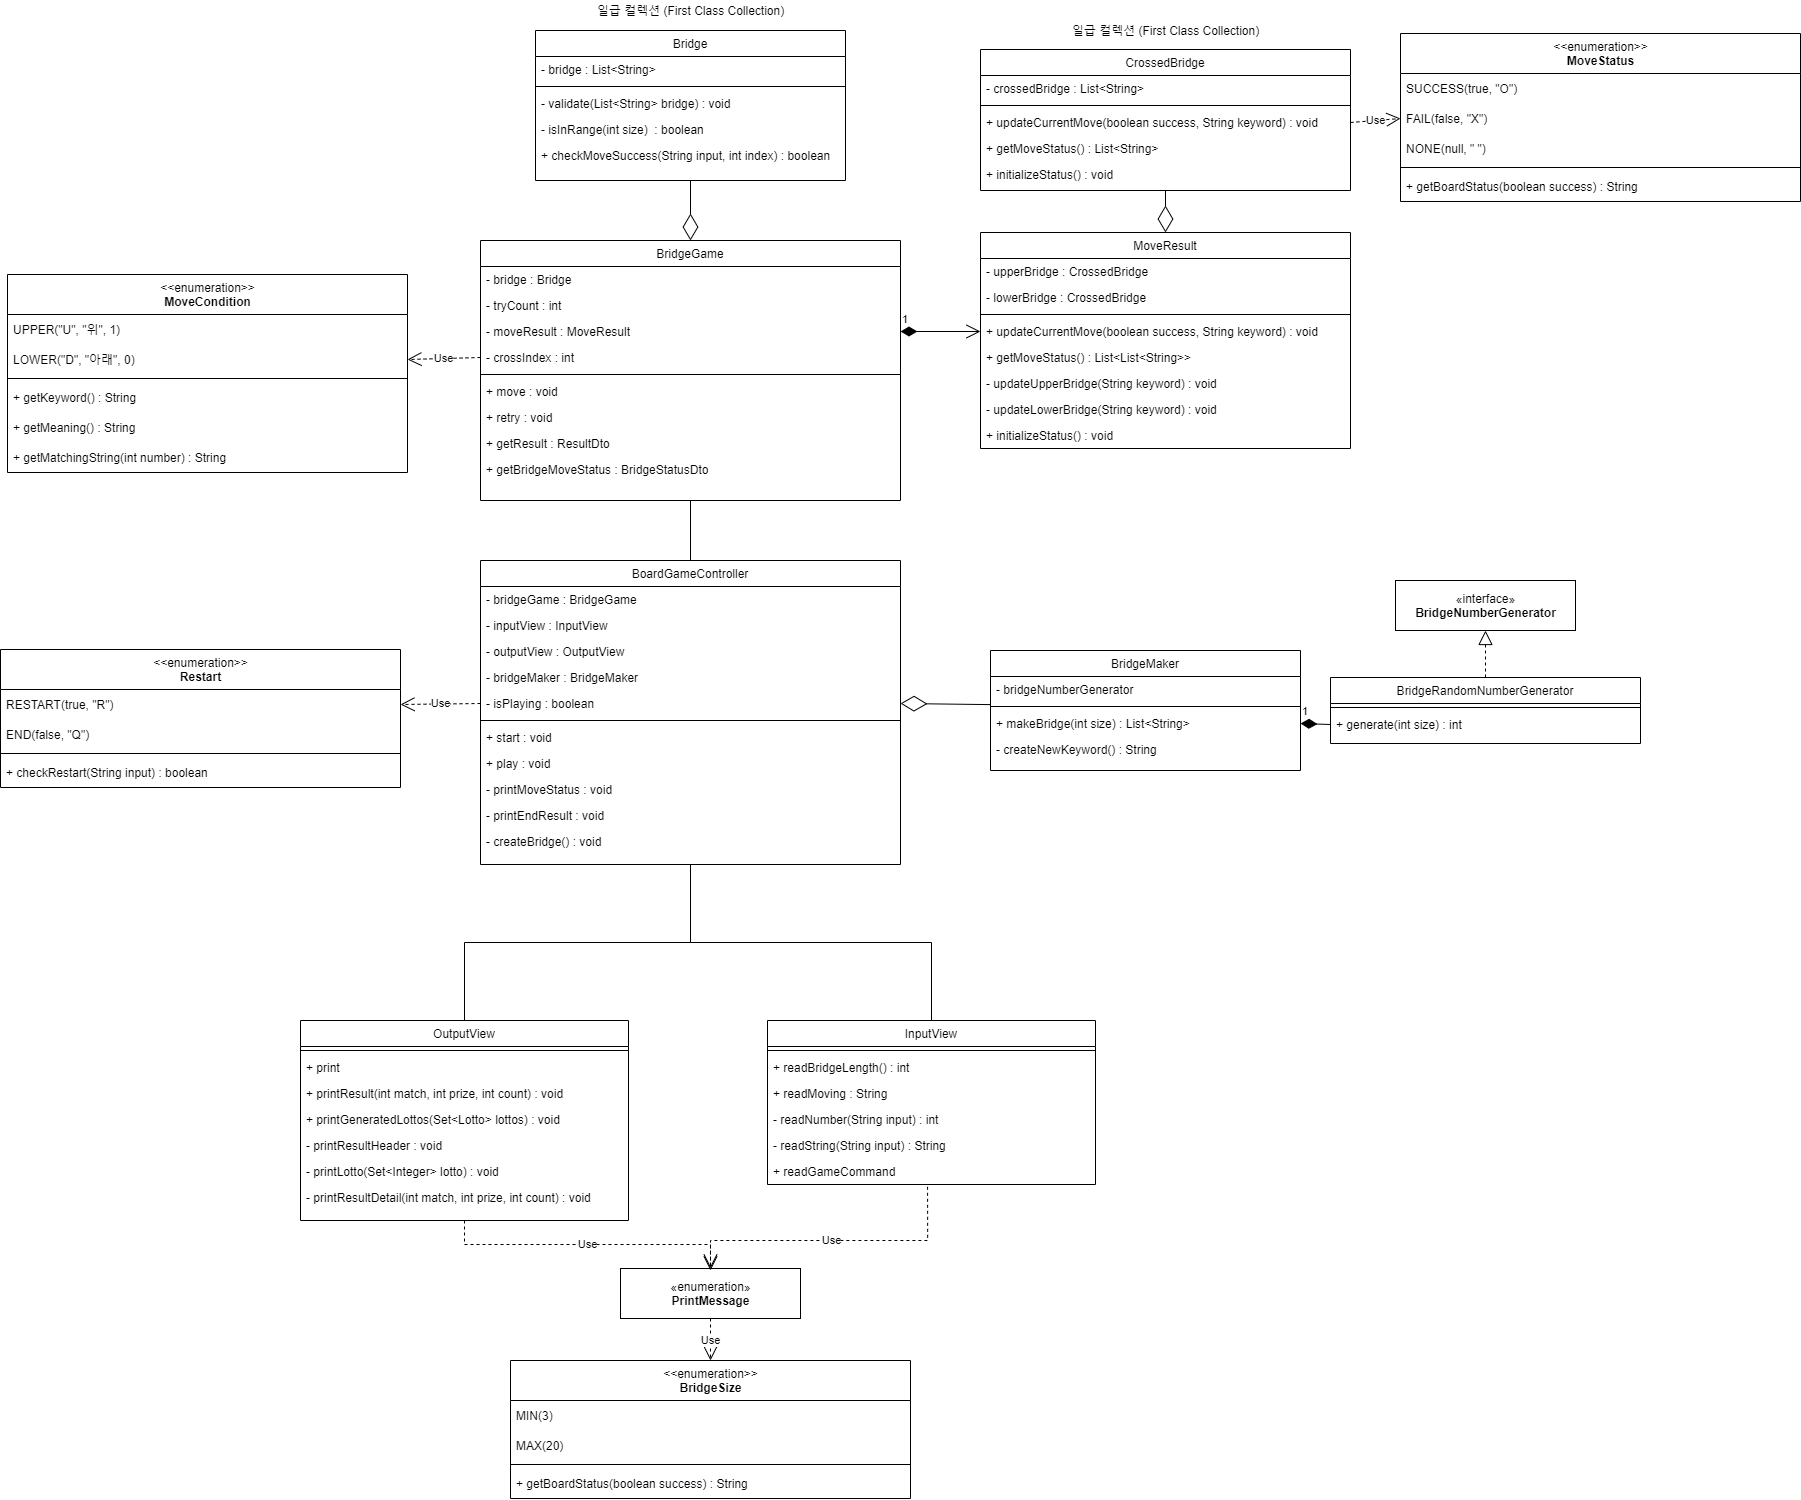 일급 컬렉션 (First Class Collection)
Bridge
- bridge : List<String>
- validate(List<String> bridge) : void
- isInRange(int size)  : boolean
+ checkMoveSuccess(String input, int index) : boolean
일급 컬렉션 (First Class Collection)
CrossedBridge
- crossedBridge : List<String>
+ updateCurrentMove(boolean success, String keyword) : void
+ getMoveStatus() : List<String>
+ initializeStatus() : void
Use
<<enumeration>>
MoveStatus
SUCCESS(true, "O")
FAIL(false, "X")
NONE(null, " ")
+ getBoardStatus(boolean success) : String
<<enumeration>>
MoveCondition
UPPER("U", "위", 1)
LOWER("D", "아래", 0)
+ getKeyword() : String
+ getMeaning() : String
+ getMatchingString(int number) : String
Use
BridgeGame
- bridge : Bridge
- tryCount : int
- moveResult : MoveResult
- crossIndex : int
+ move : void
+ retry : void
+ getResult : ResultDto
+ getBridgeMoveStatus : BridgeStatusDto
1
MoveResult
- upperBridge : CrossedBridge
- lowerBridge : CrossedBridge
+ updateCurrentMove(boolean success, String keyword) : void
+ getMoveStatus() : List<List<String>>
- updateUpperBridge(String keyword) : void
- updateLowerBridge(String keyword) : void
+ initializeStatus() : void
<<enumeration>>
Restart
RESTART(true, "R")
END(false, "Q")
+ checkRestart(String input) : boolean
Use
BoardGameController
- bridgeGame : BridgeGame
- inputView : InputView
- outputView : OutputView
- bridgeMaker : BridgeMaker
- isPlaying : boolean
+ start : void
+ play : void
- printMoveStatus : void
- printEndResult : void
- createBridge() : void
BridgeMaker
- bridgeNumberGenerator
+ makeBridge(int size) : List<String>
- createNewKeyword() : String
1
«interface»
BridgeNumberGenerator
BridgeRandomNumberGenerator
+ generate(int size) : int
OutputView
+ print
+ printResult(int match, int prize, int count) : void
+ printGeneratedLottos(Set<Lotto> lottos) : void
- printResultHeader : void
- printLotto(Set<Integer> lotto) : void
- printResultDetail(int match, int prize, int count) : void
InputView
+ readBridgeLength() : int
+ readMoving : String
- readNumber(String input) : int
- readString(String input) : String
+ readGameCommand
Use
Use
«enumeration»
PrintMessage
Use
<<enumeration>>
BridgeSize
MIN(3)
MAX(20)
+ getBoardStatus(boolean success) : String